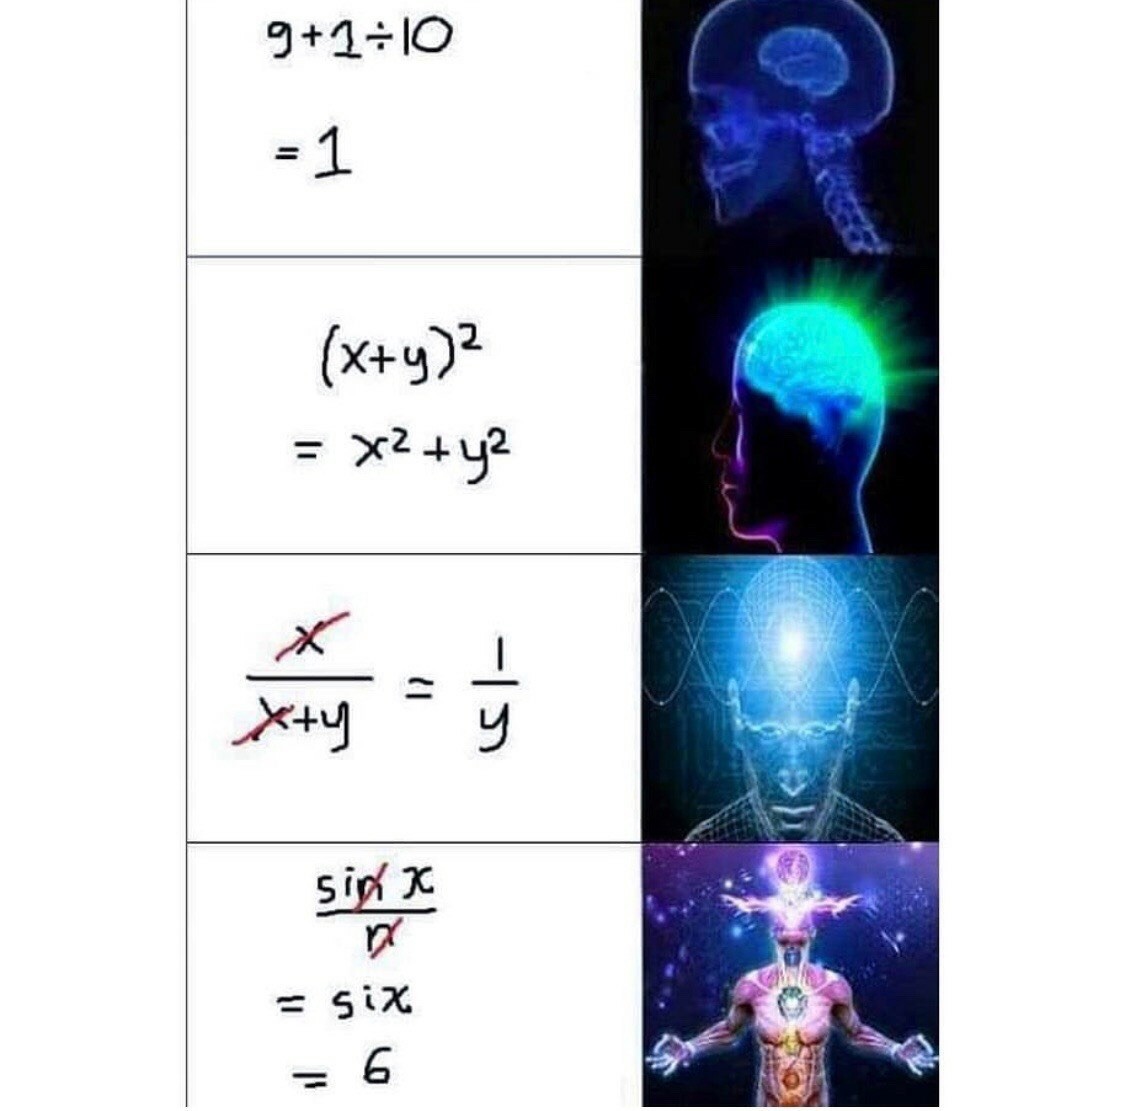 9+1÷10
=1
(x+y)²
= x²+y²
x/x+y = 1/y
sin x
n
= six
= 6